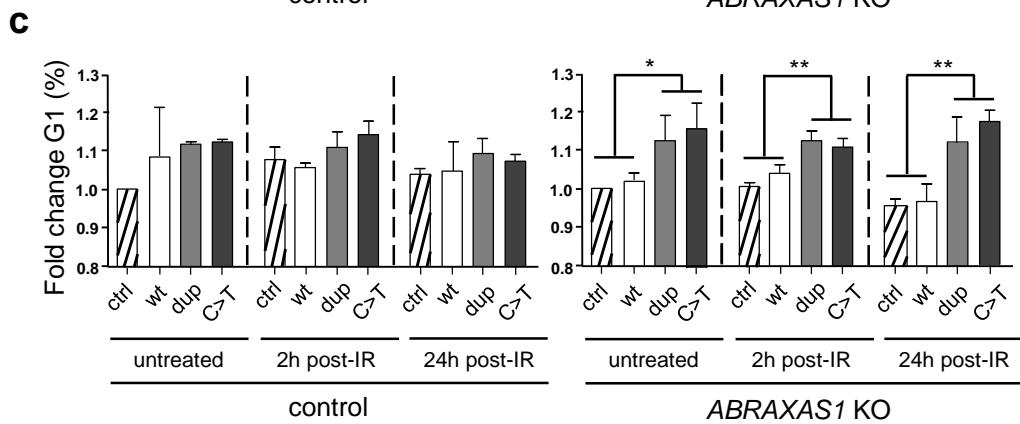 control ABRAXAS1 KO
c
Fold change G1 (%)
1.3
1.2
1.1
1.0
0.9
0.8
ctrl wt dup C>T ctrl wt dup C>T ctrl wt dup C>T
untreated 2h post-IR 24h post-IR
control
* ** **
1.3
1.2
1.1
1.0
0.9
0.8
ctrl wt dup C>T ctrl wt dup C>T ctrl wt dup C>T
untreated 2h post-IR 24h post-IR
ABRAXAS1 KO